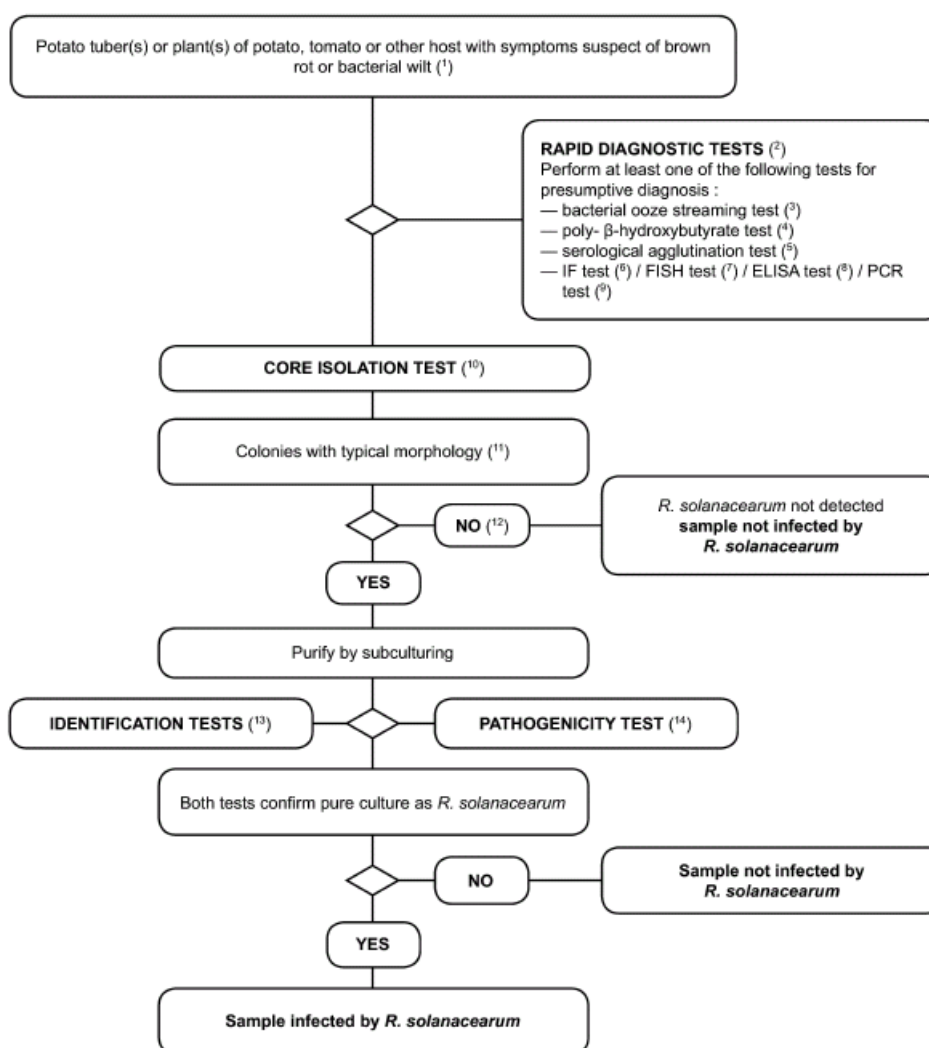 Potato tuber(s) or plant(s) of potato, tomato or other host with symptoms suspect of brown
rot or bacterial wilt (¹)
RAPID DIAGNOSTIC TESTS (²)
Perform at least one of the following tests for
presumptive diagnosis :
— bacterial ooze streaming test (³)
— poly- β-hydroxybutyrate test (⁴)
— serological agglutination test (⁵)
— IF test (⁶) / FISH test (⁷) / ELISA test (⁸) / PCR
test (⁹)
CORE ISOLATION TEST (¹⁰)
Colonies with typical morphology (¹¹)
NO (¹²)
R. solanacearum not detected
sample not infected by
R. solanacearum
YES
Purify by subculturing
IDENTIFICATION TESTS (¹³)
PATHOGENICITY TEST (¹⁴)
Both tests confirm pure culture as R. solanacearum
NO
Sample not infected by
R. solanacearum
YES
Sample infected by R. solanacearum